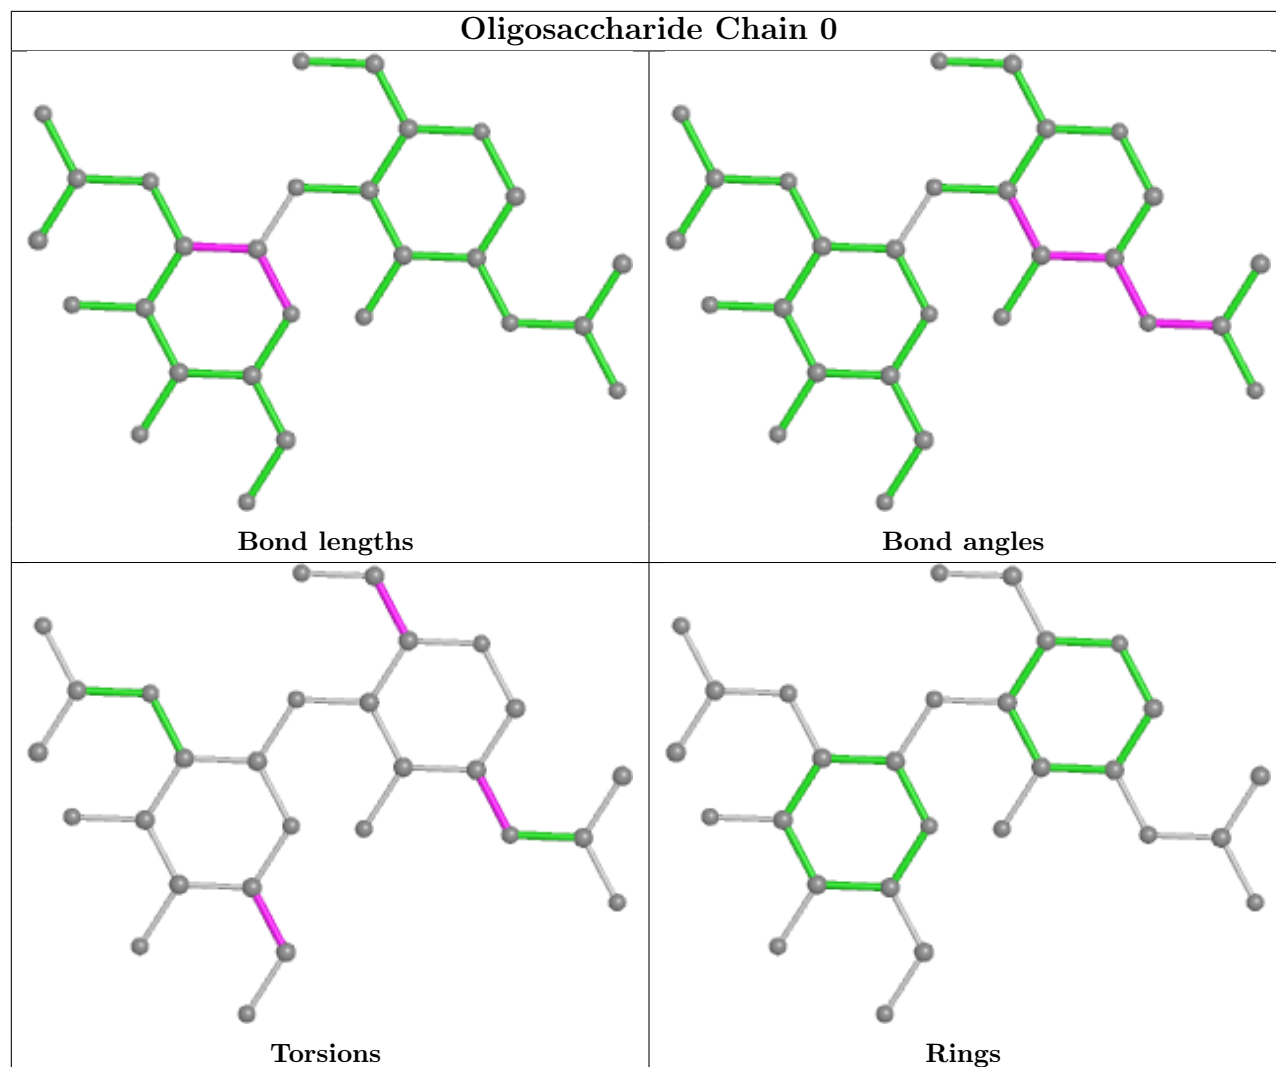 Oligosaccharide Chain 0
Bond lengths
Bond angles
Torsions
Rings